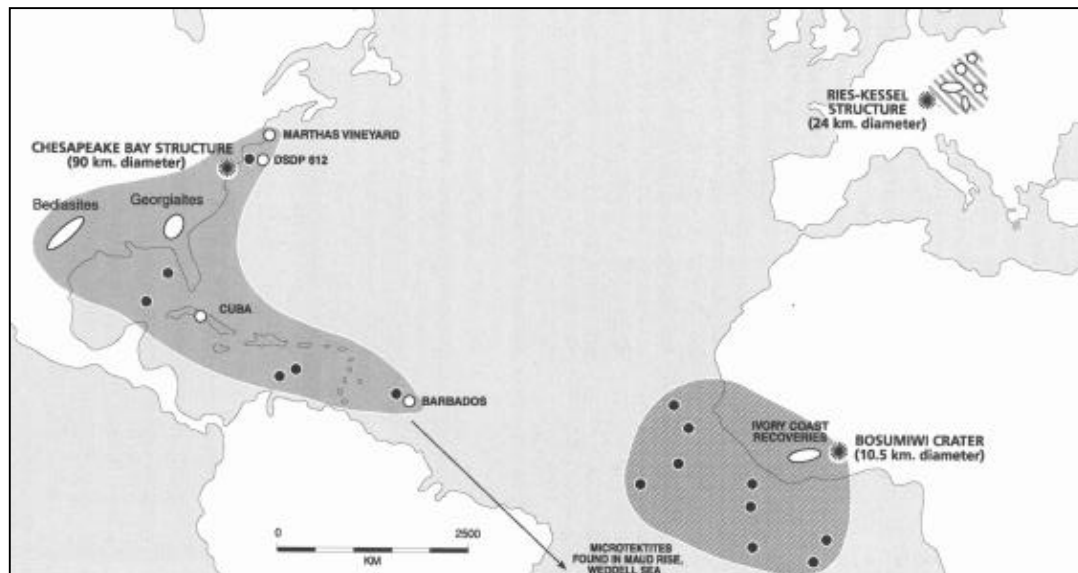 MARTHAS VINEYARD
CHESAPEAKE BAY STRUCTURE
(90 km. diameter)
DSDP 612
Bediasites
Georgiaites
CUBA
BARBADOS
RIES-KESSEL
STRUCTURE
(24 km. diameter)
IVORY COAST
RECOVERIES
BOSUMIWI CRATER
(10.5 km. diameter)
0
2500
KM
MICROTEKTITES
FOUND IN MAUD RISE,
WEDDELL SEA